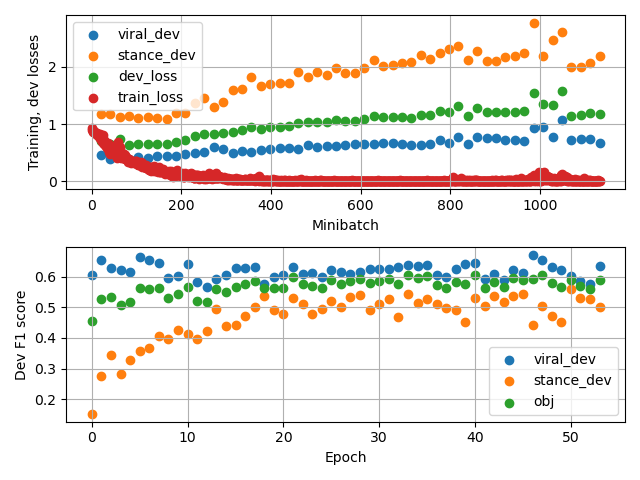 Training, dev losses
2
1
0
viral_dev
stance_dev
dev_loss
train_loss
0 200 400 600 800 1000
Minibatch
Dev F1 score
0.6
0.5
0.4
0.3
0.2
viral_dev
stance_dev
obj
0 10 20 30 40 50
Epoch